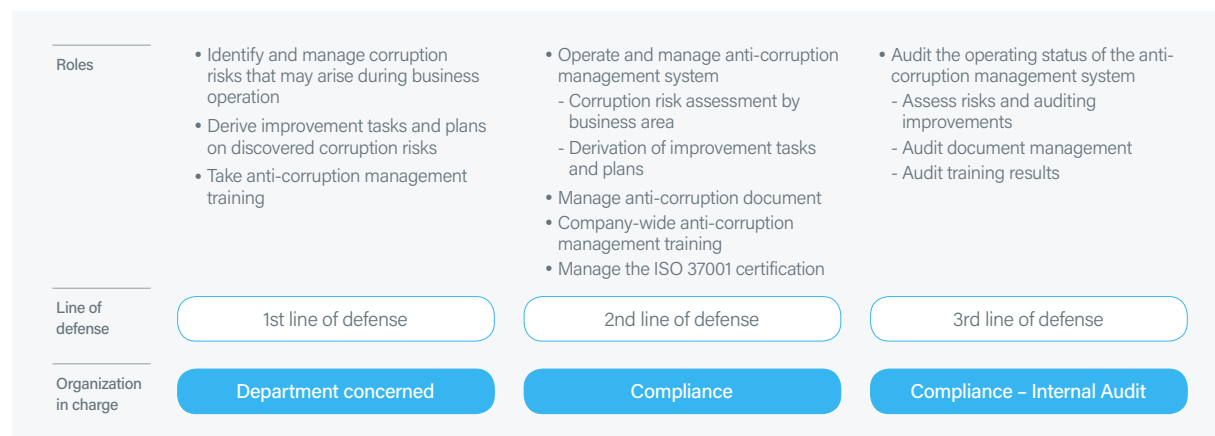 Roles
• Identify and manage corruption
risks that may arise during business
operation
• Derive improvement tasks and plans
on discovered corruption risks
• Take anti-corruption management
training
• Operate and manage anti-corruption
management system
- Corruption risk assessment by
business area
- Derivation of improvement tasks
and plans
• Manage anti-corruption document
• Company-wide anti-corruption
management training
• Manage the ISO 37001 certification
• Audit the operating status of the anti-
corruption management system
- Assess risks and auditing
improvements
- Audit document management
- Audit training results
Line of
defense
1st line of defense
2nd line of defense
3rd line of defense
Organization
in charge
Department concerned
Compliance
Compliance – Internal Audit